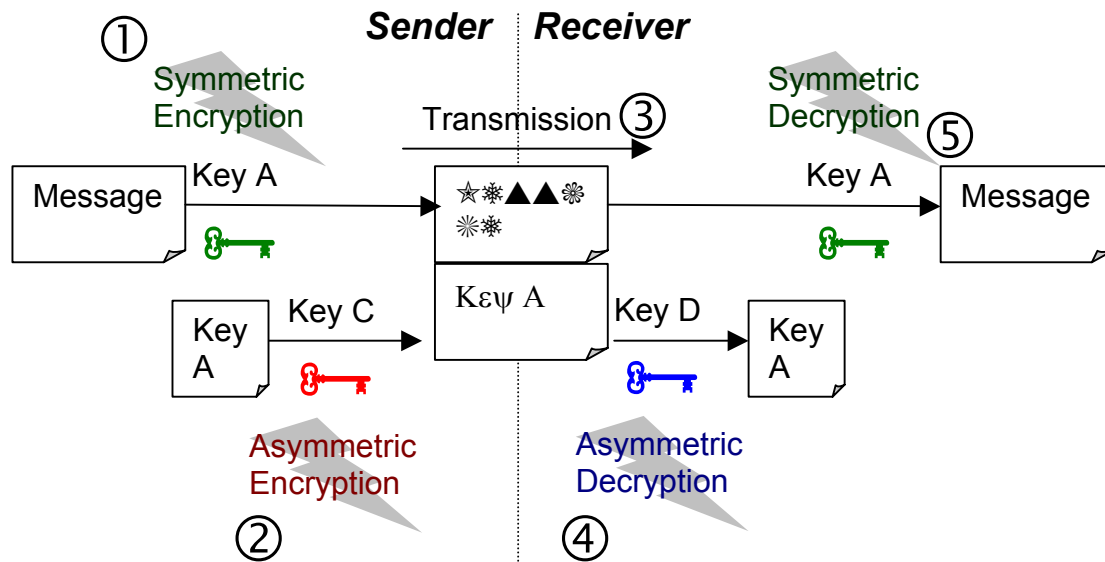 Sender Receiver
①
Symmetric
Encryption
Transmission ③
Symmetric
Decryption
⑤
Message
Key A
✭❄▲▲❁
☼❄
Key A
Message
Key
A
Key C
Κεψ Α
Key D
Key
A
Asymmetric
Encryption
②
Asymmetric
Decryption
④